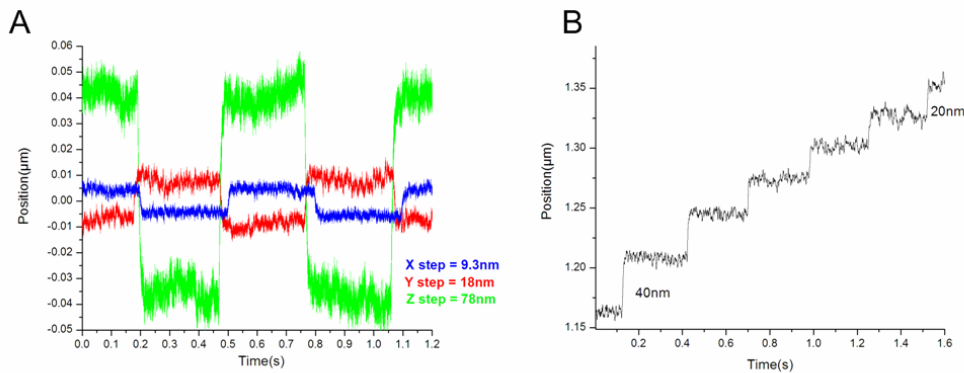 A
0.06
0.05
0.04
0.03
0.02
0.01
0.00
-0.01
-0.02
-0.03
-0.04
-0.05
Position(μm)
0.0 0.1 0.2 0.3 0.4 0.5 0.6 0.7 0.8 0.9 1.0 1.1 1.2
Time(s)
X step = 9.3nm
Y step = 18nm
Z step = 78nm
B
1.35
1.30
1.25
1.20
1.15
Position(μm)
40nm
20nm
0.2 0.4 0.6 0.8 1.0 1.2 1.4 1.6
Time(s)